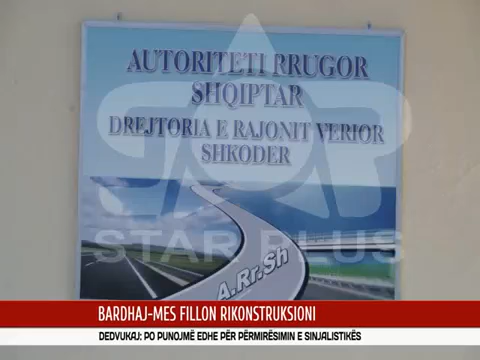 AUTORITETI RRUGOR
SHQIPTAR
DREJTORIA E RAJONIT VERIOR
SHKODER
STAR PLUS
A.Rr.Sh
BARDHAJ-MES FILLON RIKONSTRUKSIONI
DEDVUKAJ: PO PUNOJMË EDHE PËR PËRMIRËSIMIN E SINJALISTIKËS